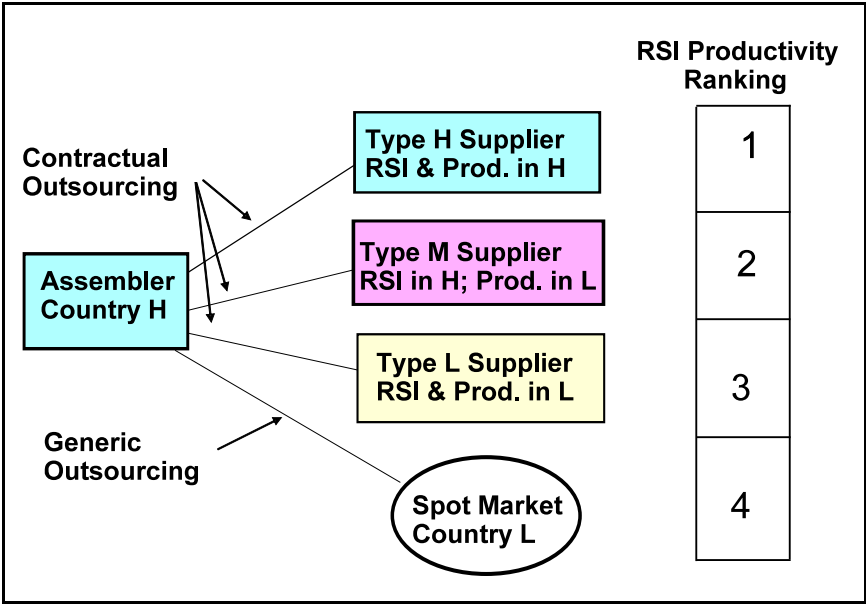 RSI Productivity
Ranking
Contractual
Outsourcing
Type H Supplier
RSI & Prod. in H
1
Assembler
Country H
Type M Supplier
RSI in H; Prod. in L
2
Type L Supplier
RSI & Prod. in L
3
Generic
Outsourcing
Spot Market
Country L
4